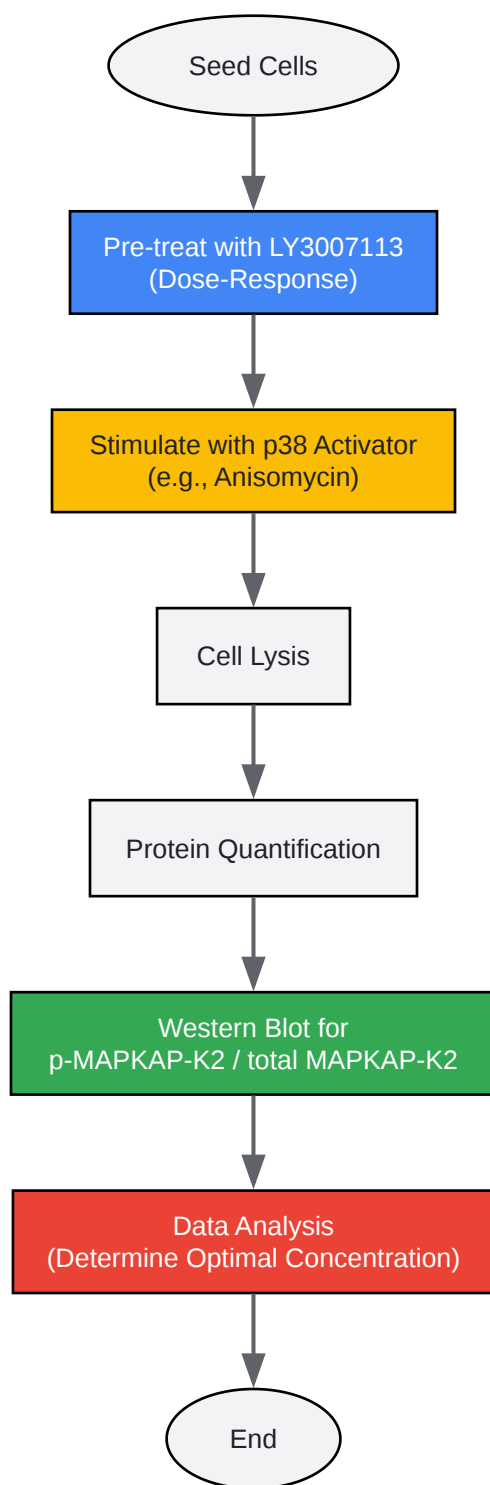 Seed Cells
Pre-treat with LY3007113
(Dose-Response)
Stimulate with p38 Activator
(e.g., Anisomycin)
Cell Lysis
Protein Quantification
Western Blot for
p-MAPKAP-K2 / total MAPKAP-K2
Data Analysis
(Determine Optimal Concentration)
End